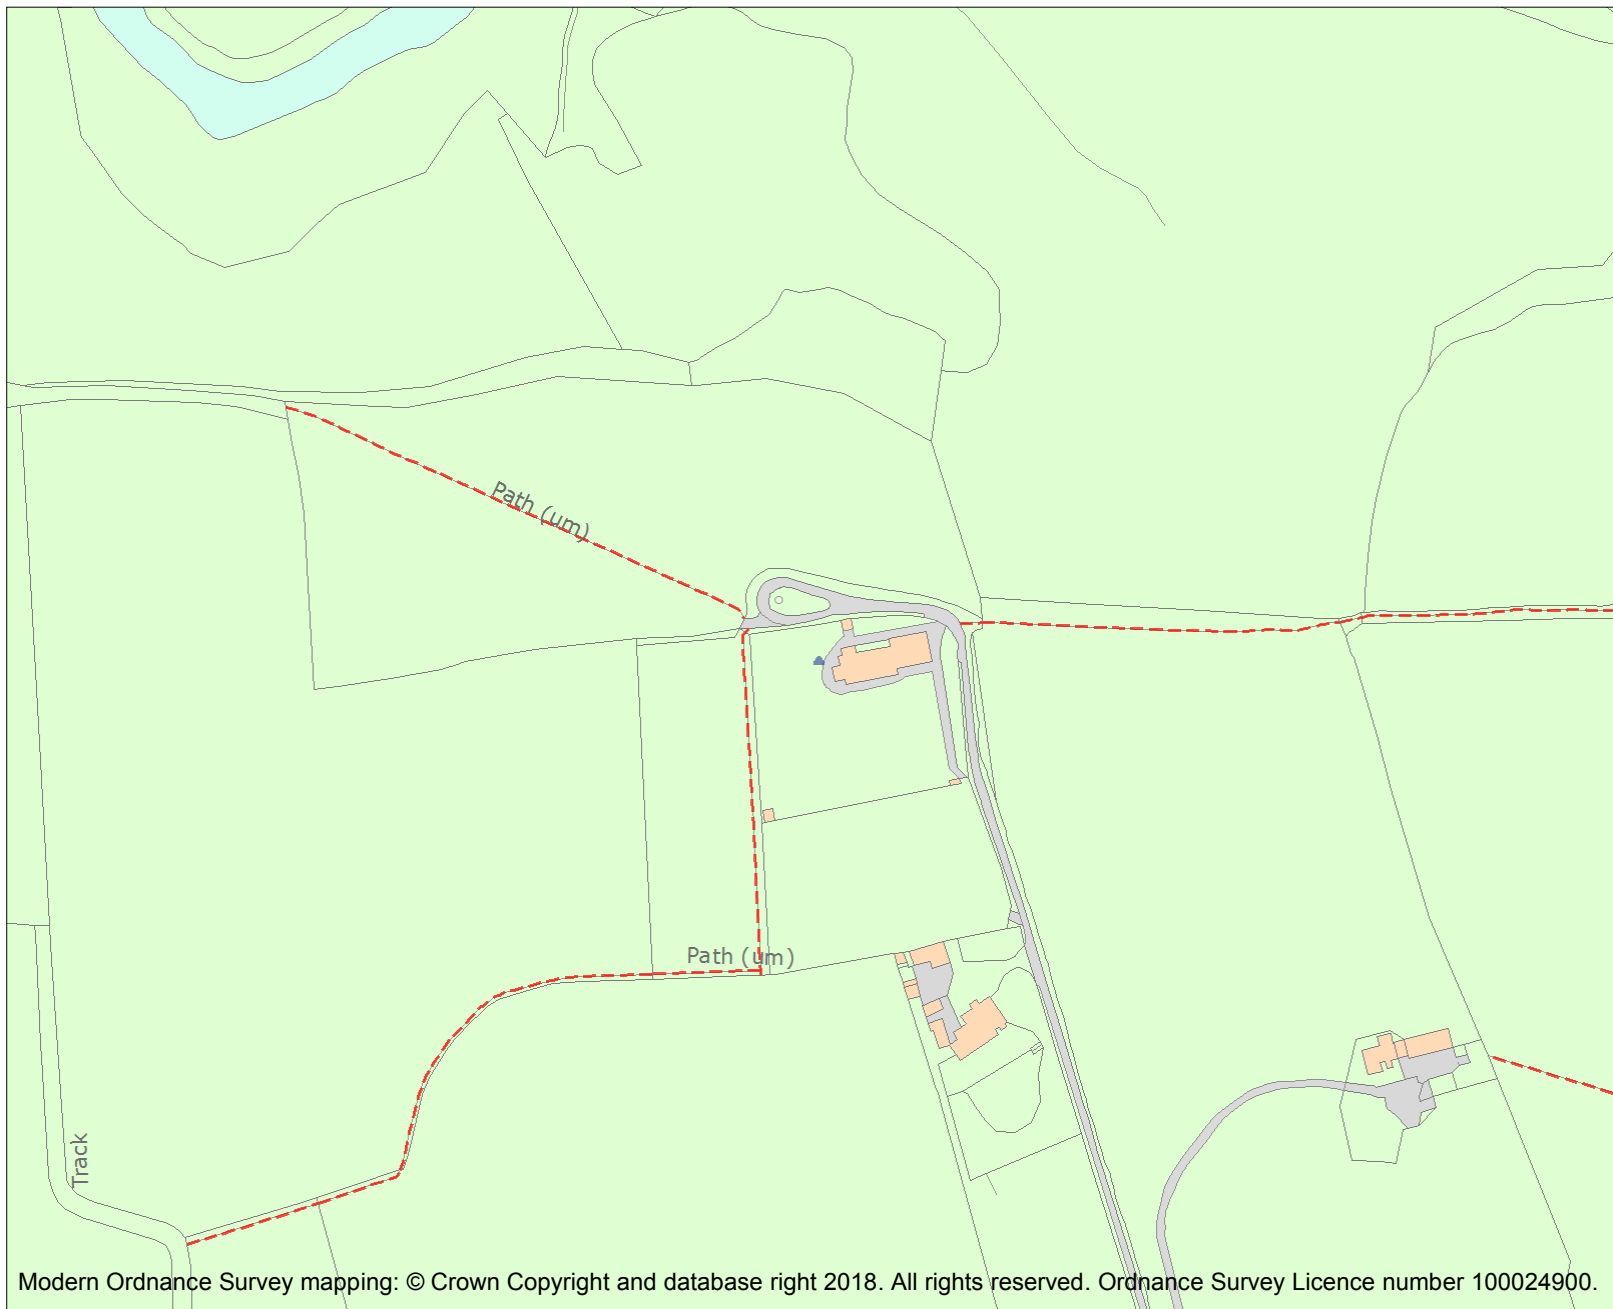 Path (um)
Path (um)
Track
Modern Ordnance Survey mapping: © Crown Copyright and database right 2018. All rights reserved. Ordnance Survey Licence number 100024900.